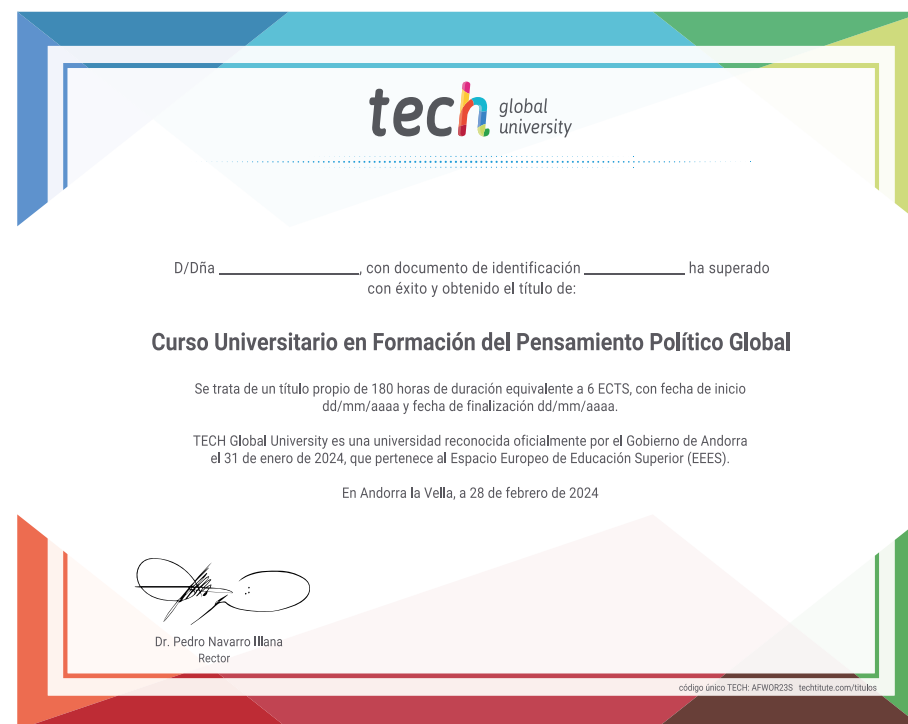 tech global
university
D/Dña ____________, con documento de identificación ____________ ha superado
con éxito y obtenido el título de:
Curso Universitario en Formación del Pensamiento Político Global
Se trata de un título propio de 180 horas de duración equivalente a 6 ECTS, con fecha de inicio
dd/mm/aaaa y fecha de finalización dd/mm/aaaa.
TECH Global University es una universidad reconocida oficialmente por el Gobierno de Andorra
el 31 de enero de 2024, que pertenece al Espacio Europeo de Educación Superior (EEES).
En Andorra la Vella, a 28 de febrero de 2024
Dr. Pedro Navarro Illana
Rector
código único TECH: AFWOR23S techtitute.com/titulos